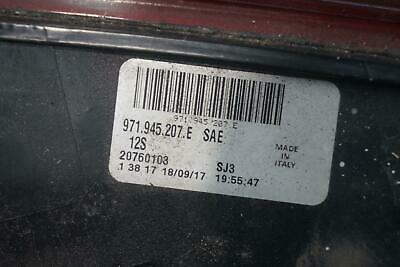 971.945.207.E
971.945.207.E SAE
12S
MADE
IN
ITALY
20760103 SJ3
1 38 17 18/09/17 19:55:47